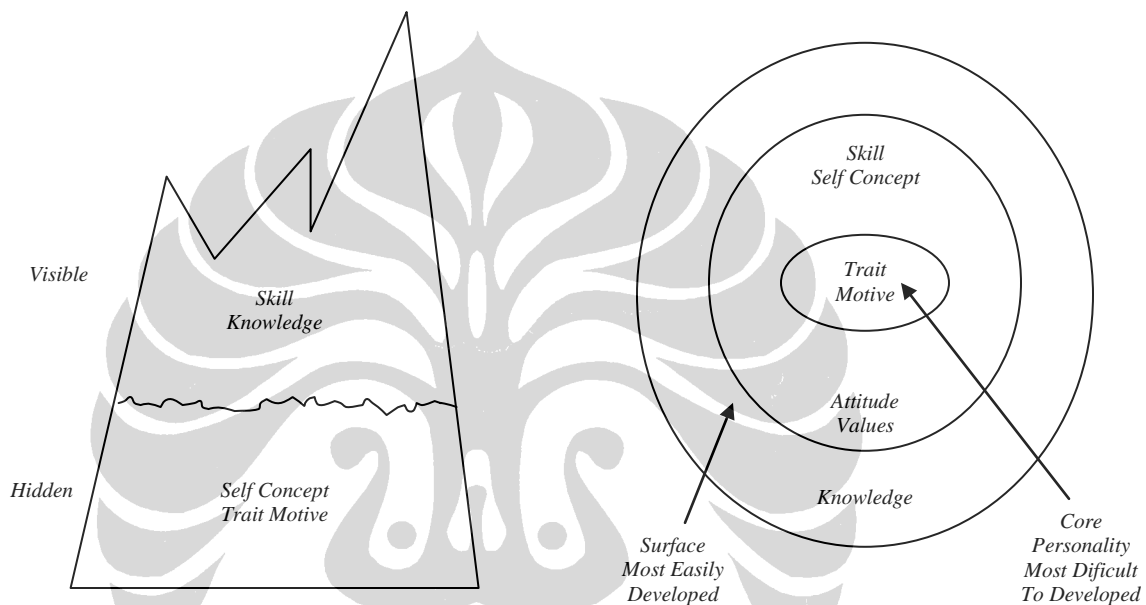 Visible
Skill
Knowledge
Hidden
Self Concept
Trait Motive
Skill
Self Concept
Trait
Motive
Attitude
Values
Knowledge
Surface
Most Easily
Developed
Core
Personality
Most Dificult
To Developed